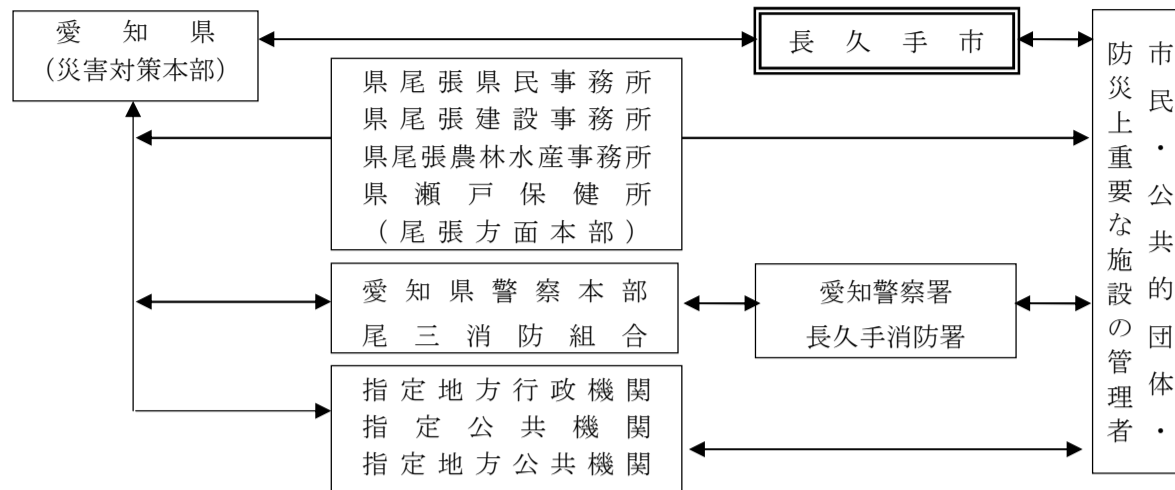 愛知県
(災害対策本部)
長久手市
県尾張県民事務所
県尾張建設事務所
県尾張農林水産事務所
県瀬戸保健所
(尾張方面本部)
愛知県警察本部
尾三消防組合
愛知警察署
長久手消防署
指定地方行政機関
指定公共機関
指定地方公共機関
市民・公共的団体・
防災上重要な施設の管理者